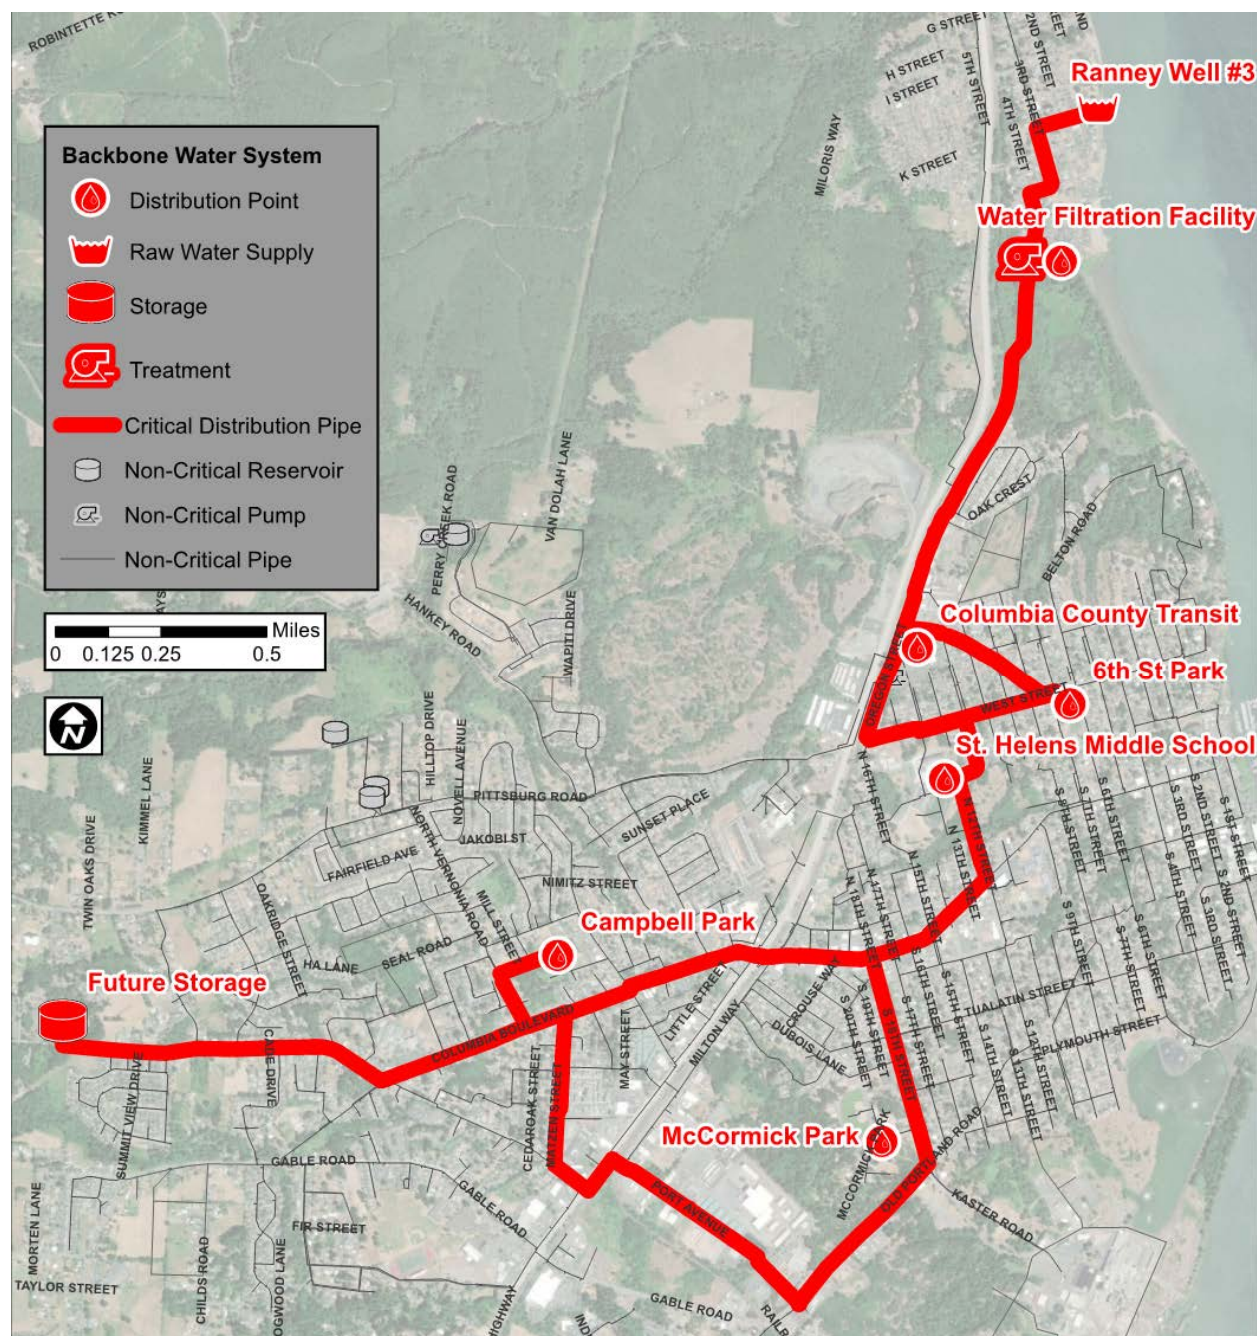 ROBINTETTE
G STREET
2ND STREET
H STREET
I STREET
5TH STREET
3RD STREET
4TH STREET
K STREET
MILORIS WAY
Ranney Well #3
Water Filtration Facility
Backbone Water System
Distribution Point
Raw Water Supply
Storage
Treatment
Critical Distribution Pipe
Non-Critical Reservoir
Non-Critical Pump
Non-Critical Pipe
Miles
0 0.125 0.25 0.5
N
PERRY CREEK ROAD
VAN DOLAH LANE
HANKEY ROAD
WAPITI DRIVE
OAK CREST
BELTON ROAD
Columbia County Transit
OREGON STREET
6th St Park
WEST STREET
St. Helens Middle School
KIMMEL LANE
TWIN OAKS DRIVE
HILLTOP DRIVE
NOVELL AVENUE
PITTSBURG ROAD
JAKOBI ST
SUNSET PLACE
FAIRFIELD AVE
NORTH VERNONIA ROAD
NIMITZ STREET
MILL STREET
OAKRIDGE STREET
SEAL ROAD
HA LANE
N 16TH STREET
N 12TH STREET
N 13TH STREET
N 15TH STREET
N 17TH STREET
N 18TH STREET
S 8TH STREET
S 7TH STREET
S 6TH STREET
S 3RD STREET
S 2ND STREET
S 1ST STREET
S 4TH STREET
S 2ND STREET
S 3RD STREET
S 9TH STREET
S 7TH STREET
S 6TH STREET
Campbell Park
Future Storage
COLUMBIA BOULEVARD
LITTLE STREET
MILTON WAY
CROUSE WAY
DUBOIS LANE
S 20TH STREET
S 19TH STREET
S 18TH STREET
S 17TH STREET
S 16TH STREET
S 15TH STREET
S 14TH STREET
S 13TH STREET
S 12TH STREET
TUALATIN STREET
PLYMOUTH STREET
SUMMIT VIEW DRIVE
CADE DRIVE
CEDAROAK STREET
MATZEN STREET
MAY STREET
McCormick Park
MCCORMICK PARK
OLD PORTLAND ROAD
KASTER ROAD
PORT AVENUE
GABLE ROAD
GABLE ROAD
FIR STREET
MORTEN LANE
TAYLOR STREET
CHILDS ROAD
OGWOOD LANE
HIGHWAY
GABLE ROAD